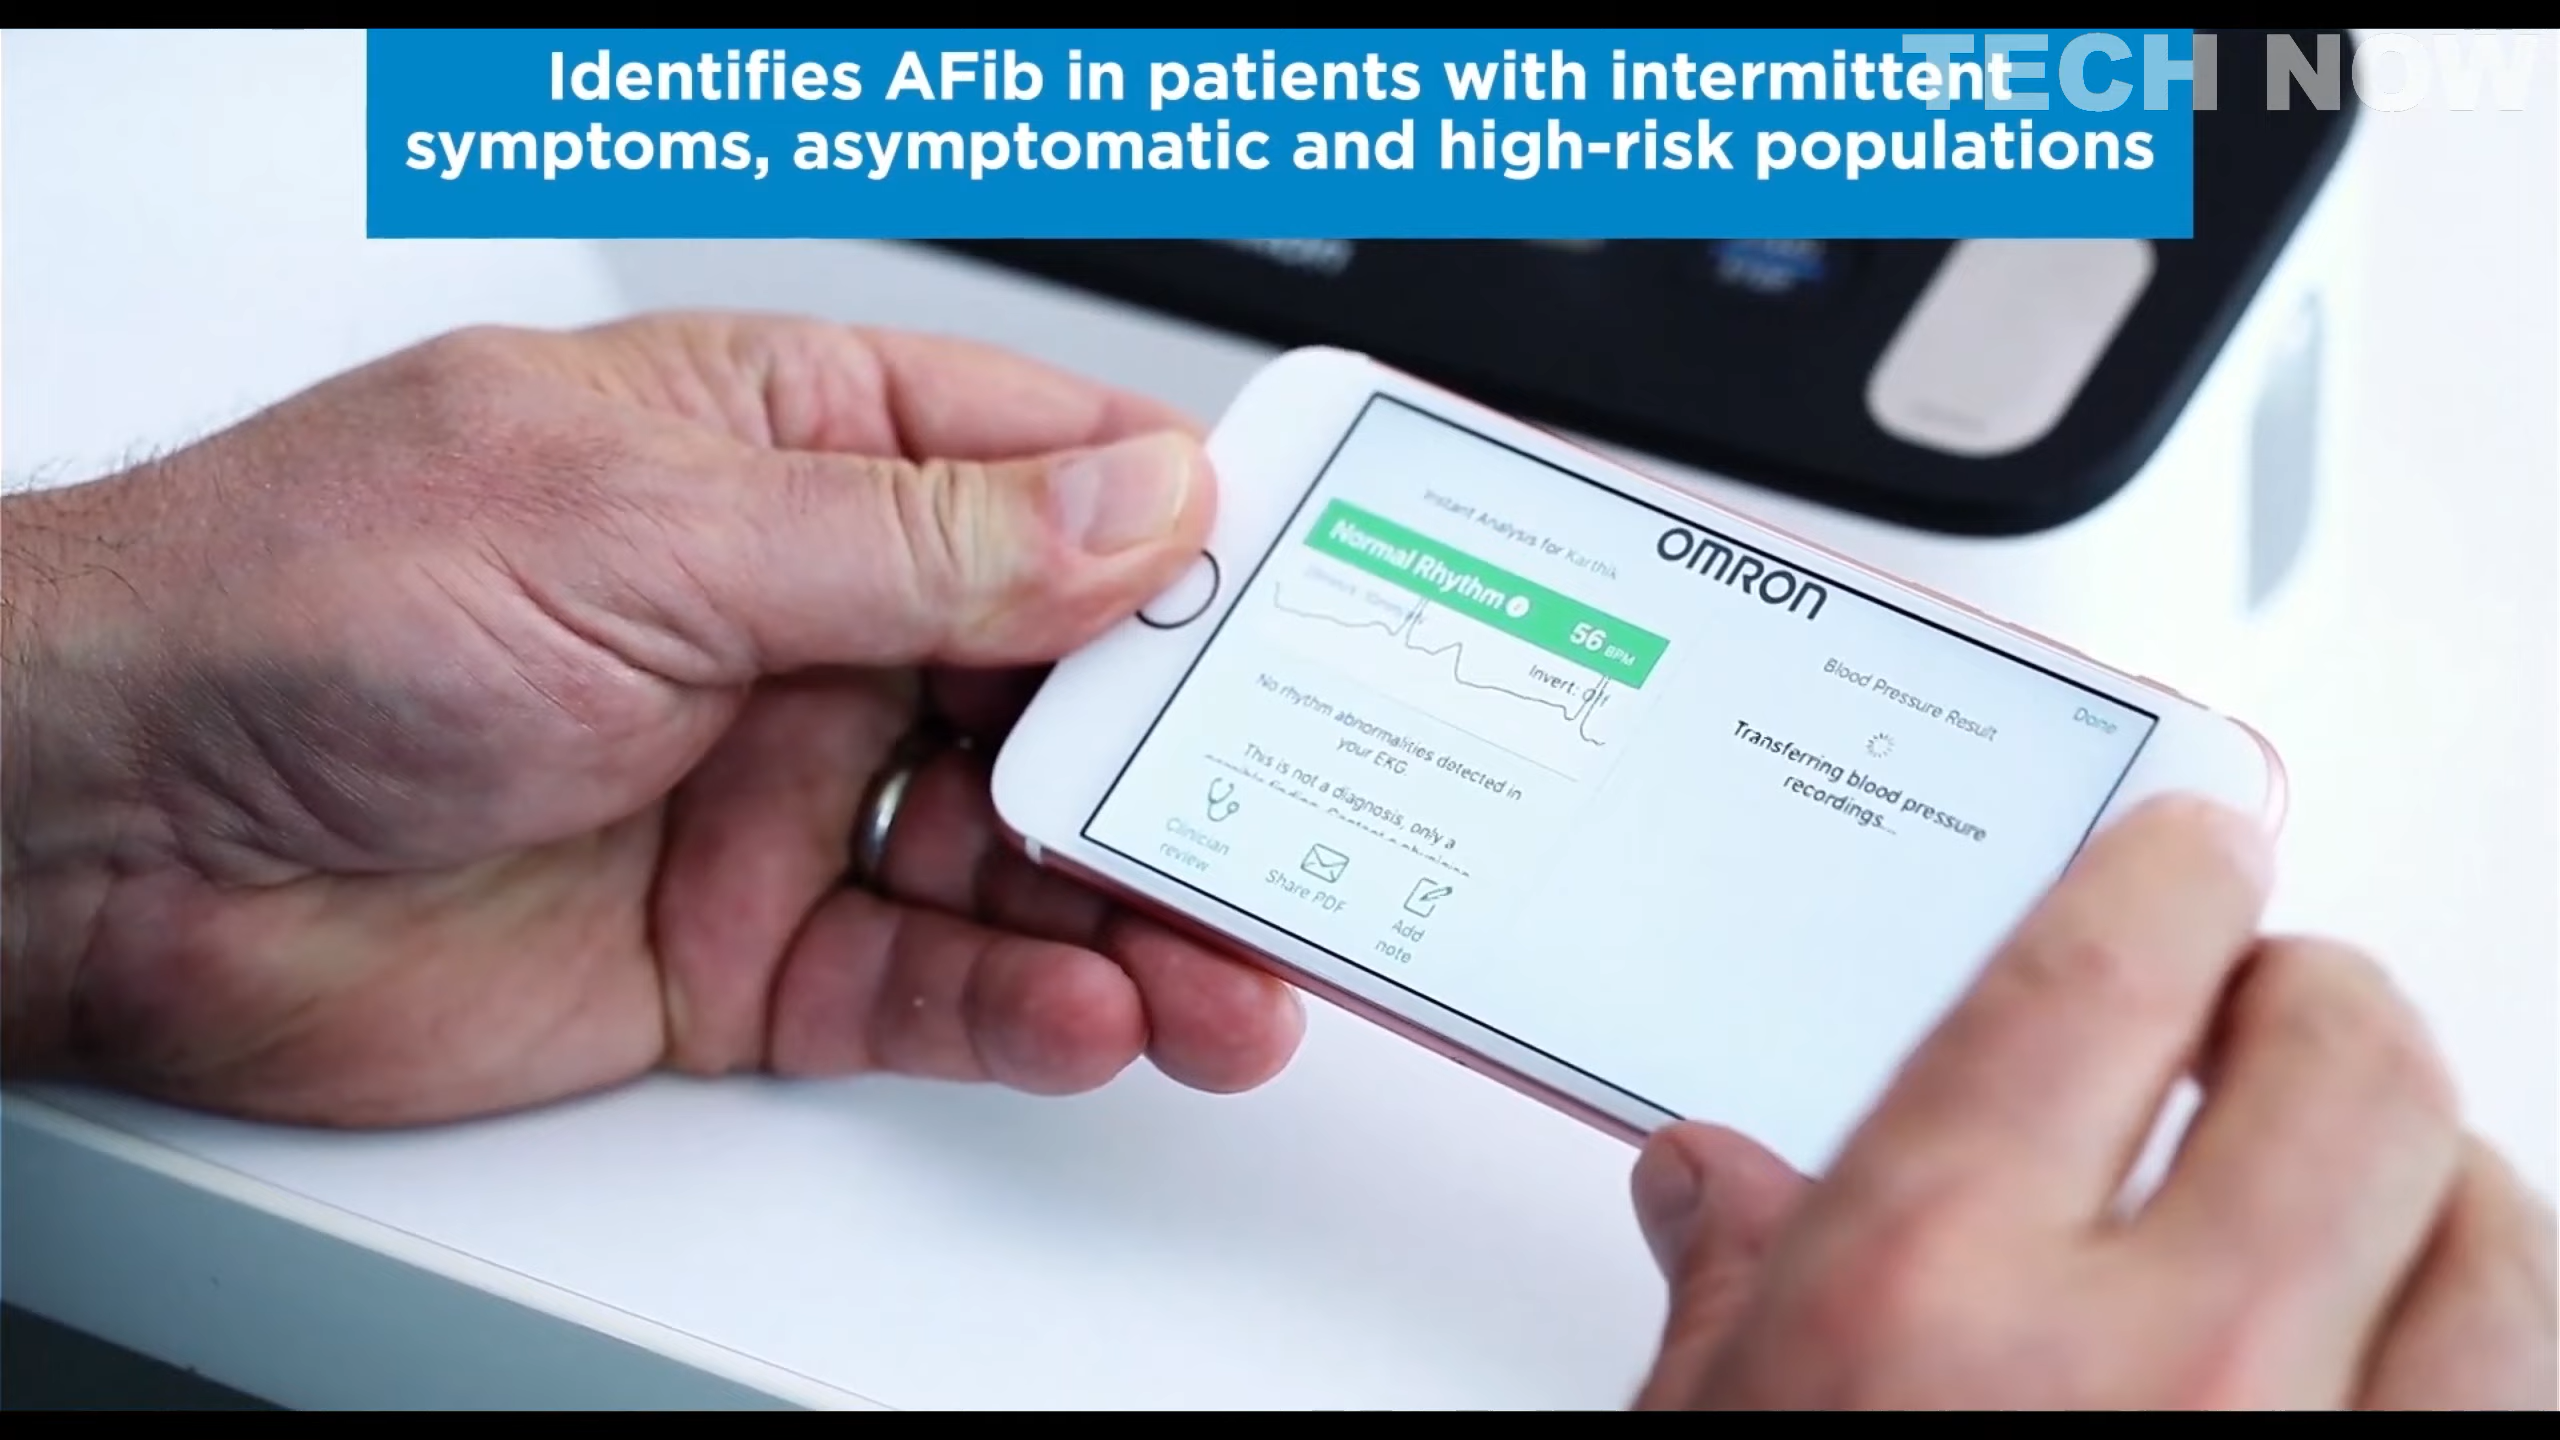 Identifies AFib in patients with intermittent
symptoms, asymptomatic and high-risk populations
TECH NOW
Instant Analysis for Karthik
Normal Rhythm
56 BPM
Invert: Off
No rhythm abnormalities detected in
your EKG.
This is not a diagnosis, only a
Clinician
review
Share PDF
Add
note
OMRON
Blood Pressure Result
Done
Transferring blood pressure
recordings...